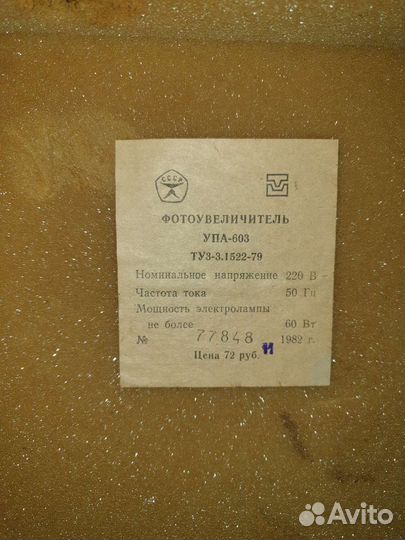 СССР
ФОТОУВЕЛИЧИТЕЛЬ
УПА-603
ТУ3-3.1522-79
Номинальное напряжение 220 В
Частота тока 50 Гц
Мощность электролампы
не более 60 Вт
№ 77848 1982 г.
Цена 72 руб. И
Avito